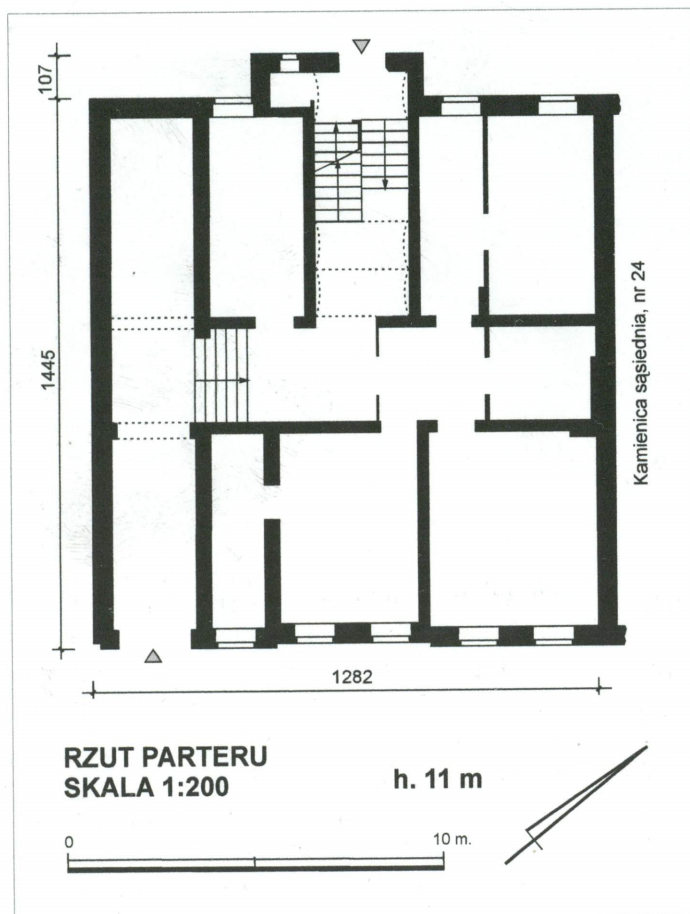 107
1445
Kamienica sąsiednia, nr 24
1282
RZUT PARTERU
SKALA 1:200
h. 11 m
0
10 m.